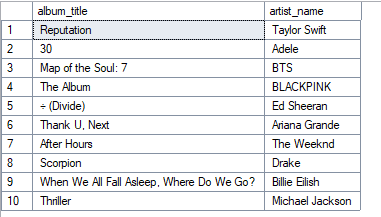 album_title artist_name
1 Reputation Taylor Swift
2 30 Adele
3 Map of the Soul: 7 BTS
4 The Album BLACKPINK
5 ÷ (Divide) Ed Sheeran
6 Thank U, Next Ariana Grande
7 After Hours The Weeknd
8 Scorpion Drake
9 When We All Fall Asleep, Where Do We Go? Billie Eilish
10 Thriller Michael Jackson